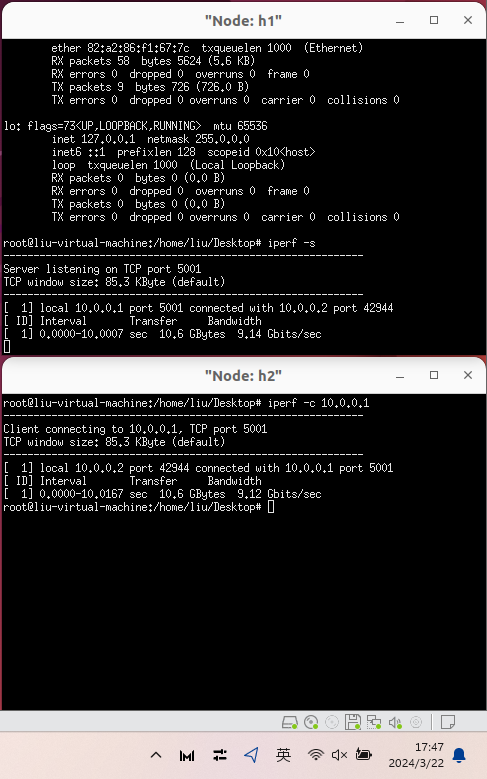 "Node: h1"
ether 82:a2:86:f1:67:7c  txqueuelen 1000  (Ethernet)
RX packets 58  bytes 5624 (5.6 KB)
RX errors 0  dropped 0  overruns 0  frame 0
TX packets 9  bytes 726 (726.0 B)
TX errors 0  dropped 0 overruns 0  carrier 0  collisions 0
lo: flags=73<UP,LOOPBACK,RUNNING>  mtu 65536
inet 127.0.0.1  netmask 255.0.0.0
inet6 ::1  prefixlen 128  scopeid 0x10<host>
loop  txqueuelen 1000  (Local Loopback)
RX packets 0  bytes 0 (0.0 B)
RX errors 0  dropped 0  overruns 0  frame 0
TX packets 0  bytes 0 (0.0 B)
TX errors 0  dropped 0 overruns 0  carrier 0  collisions 0
root@liu-virtual-machine:/home/liu/Desktop# iperf -s
------------------------------------------------------------
Server listening on TCP port 5001
TCP window size: 85.3 KByte (default)
------------------------------------------------------------
[  1] local 10.0.0.1 port 5001 connected with 10.0.0.2 port 42944
[ ID] Interval       Transfer     Bandwidth
[  1] 0.0000-10.0007 sec  10.6 GBytes  9.14 Gbits/sec
"Node: h2"
root@liu-virtual-machine:/home/liu/Desktop# iperf -c 10.0.0.1
------------------------------------------------------------
Client connecting to 10.0.0.1, TCP port 5001
TCP window size: 85.3 KByte (default)
------------------------------------------------------------
[  1] local 10.0.0.2 port 42944 connected with 10.0.0.1 port 5001
[ ID] Interval       Transfer     Bandwidth
[  1] 0.0000-10.0167 sec  10.6 GBytes  9.12 Gbits/sec
root@liu-virtual-machine:/home/liu/Desktop#
英
17:47
2024/3/22